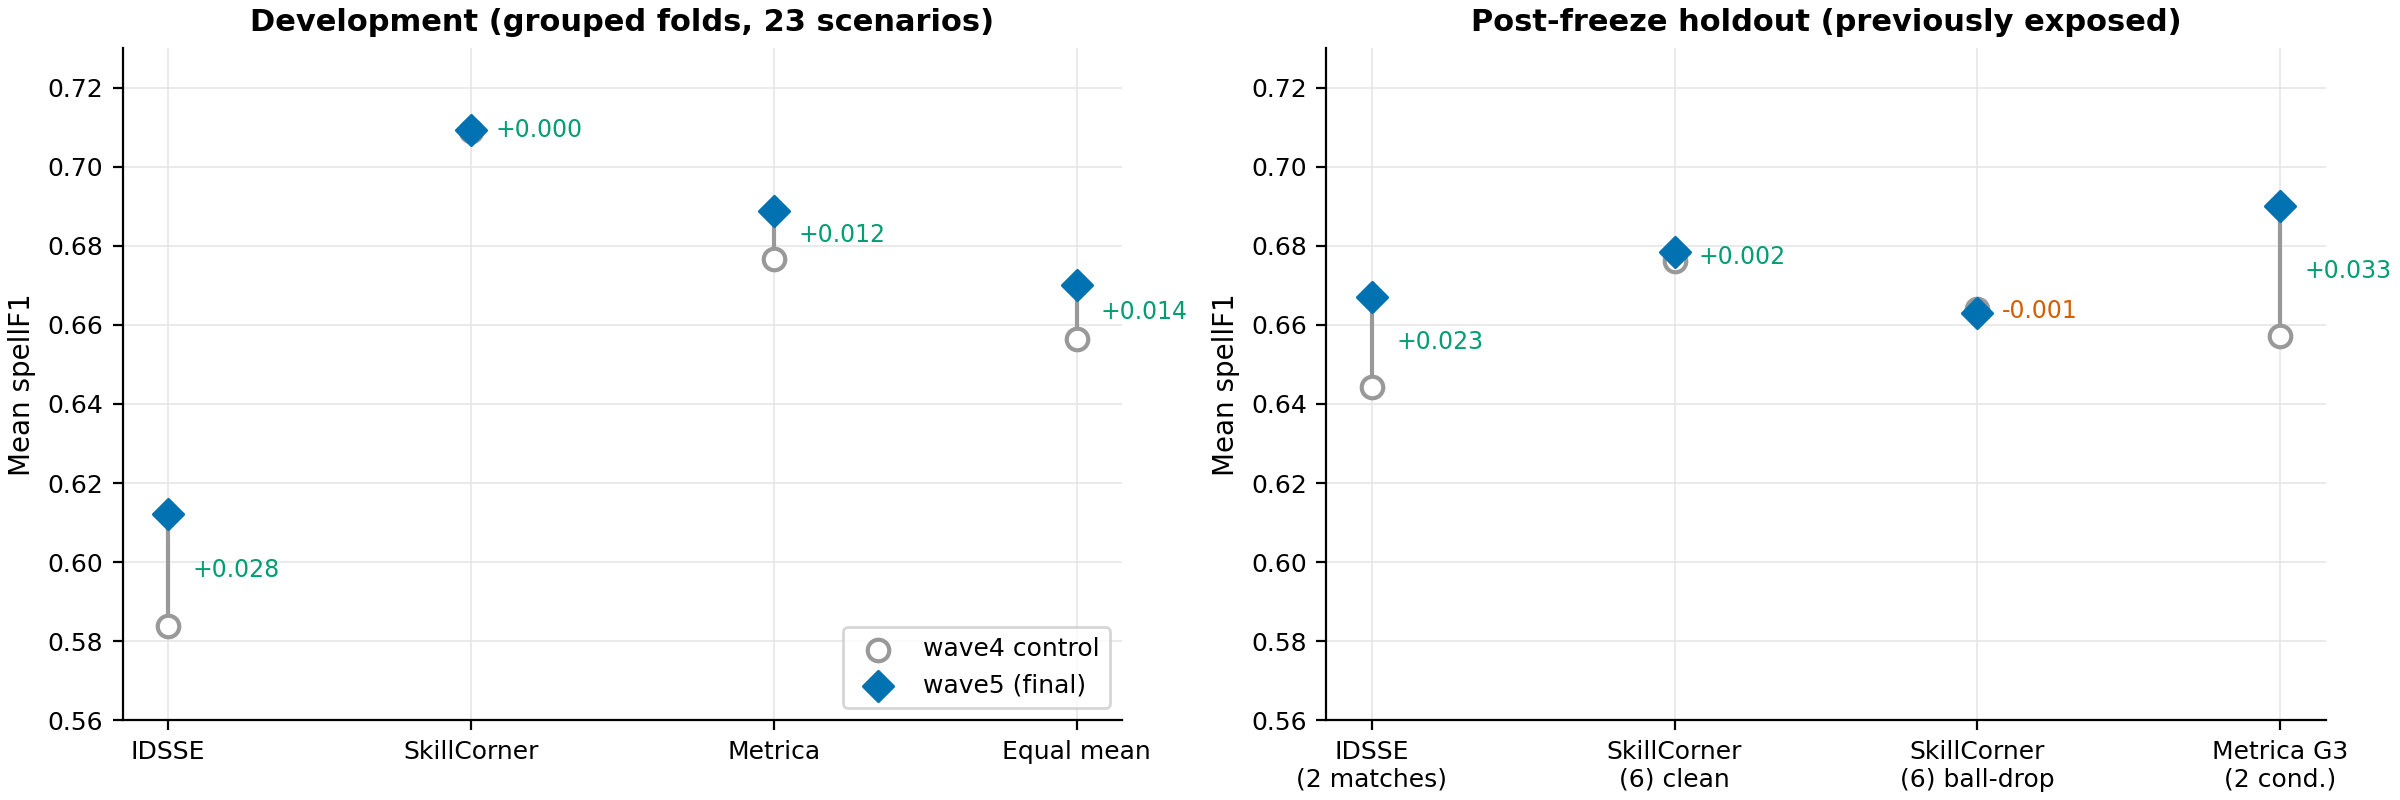 Development (grouped folds, 23 scenarios)
Mean spellF1
0.72
0.70
0.68
0.66
0.64
0.62
0.60
0.58
0.56
+0.028
+0.000
+0.012
+0.014
wave4 control
wave5 (final)
IDSSE
SkillCorner
Metrica
Equal mean
Post-freeze holdout (previously exposed)
Mean spellF1
0.72
0.70
0.68
0.66
0.64
0.62
0.60
0.58
0.56
+0.023
+0.002
-0.001
+0.033
IDSSE
(2 matches)
SkillCorner
(6) clean
SkillCorner
(6) ball-drop
Metrica G3
(2 cond.)